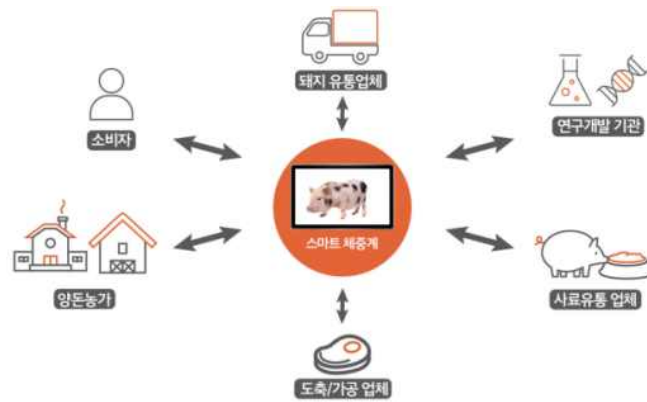 돼지 유통업체
소비자
연구개발 기관
스마트 체중계
양돈농가
사료유통 업체
도축/가공 업체